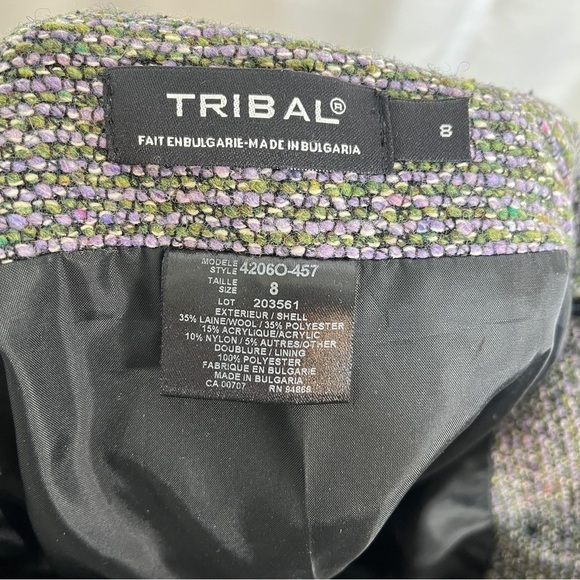 TRIBAL®
FAIT EN BULGARIE-MADE IN BULGARIA
8
MODELE
STYLE 4206O-457
TAILLE
SIZE 8
LOT 203561
EXTERIEUR / SHELL
35% LAINE/WOOL / 35% POLYESTER
15% ACRYLIQUE/ACRYLIC
10% NYLON / 5% AUTRES/OTHER
DOUBLURE / LINING
100% POLYESTER
FABRIQUE EN BULGARIE
MADE IN BULGARIA
CA 00707 RN 94868